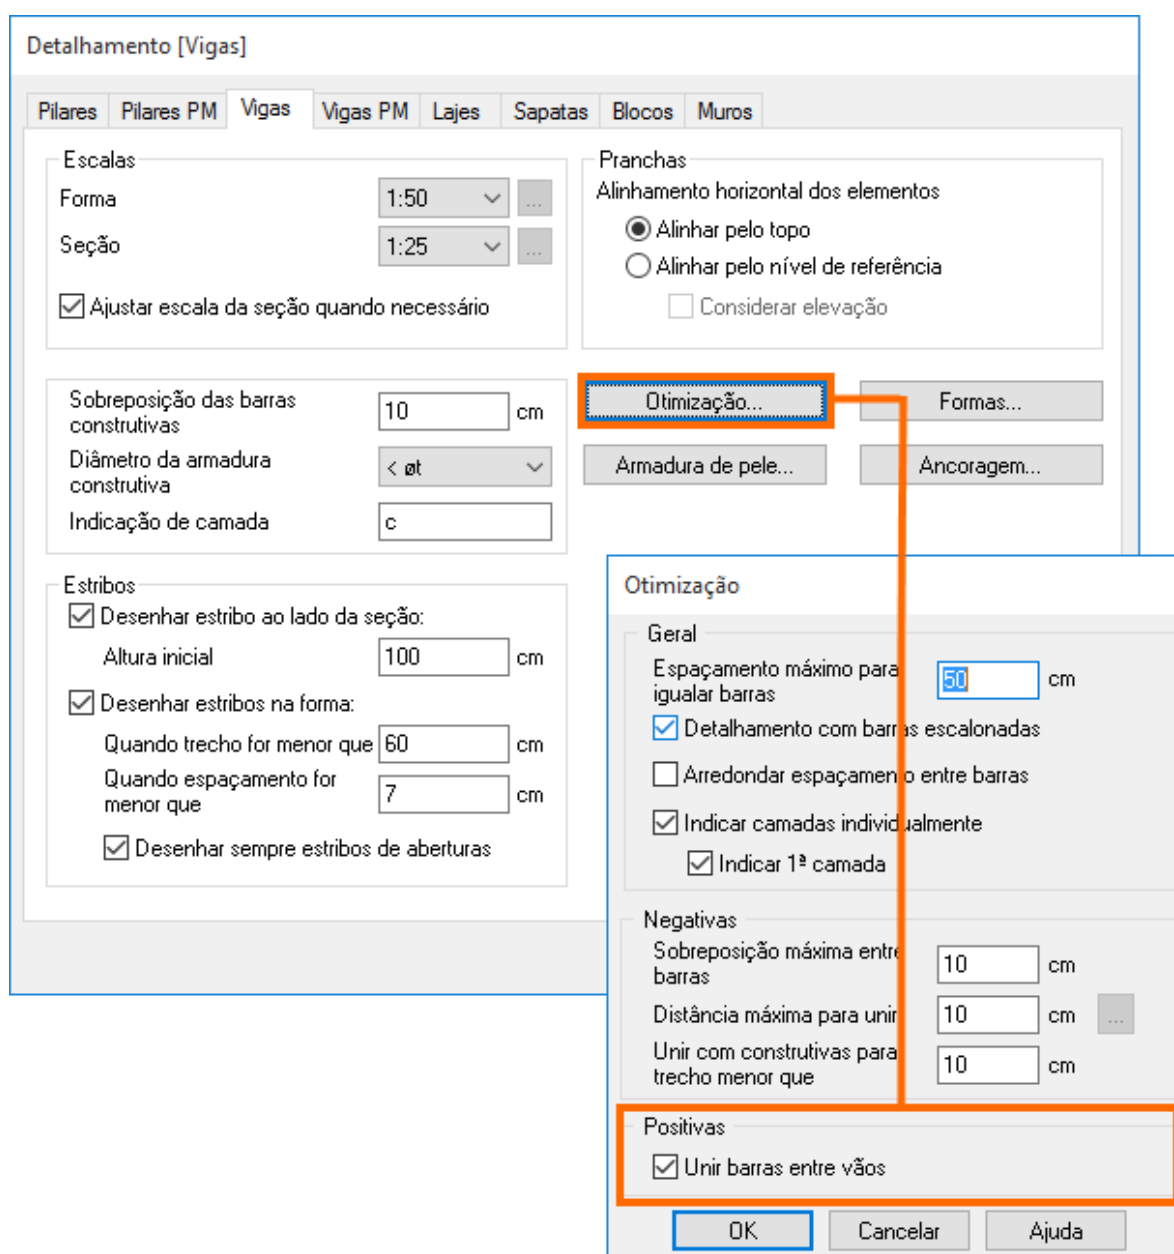 Detalhamento [Vigas]
Pilares Pilares PM Vigas Vigas PM Lajes Sapatas Blocos Muros
Escalas
Forma 1:50 ...
Seção 1:25 ...
Ajustar escala da seção quando necessário
Pranchas
Alinhamento horizontal dos elementos
Alinhar pelo topo
Alinhar pelo nível de referência
Considerar elevação
Sobreposição das barras
construtivas
10 cm
Diâmetro da armadura
construtiva
< øt
Indicação de camada c
Otimização... Formas...
Armadura de pele... Ancoragem...
Estribos
Desenhar estribo ao lado da seção:
Altura inicial 100 cm
Desenhar estribos na forma:
Quando trecho for menor que 60 cm
Quando espaçamento for
menor que
7 cm
Desenhar sempre estribos de aberturas
Otimização
Geral
Espaçamento máximo para
igualar barras
50 cm
Detalhamento com barras escalonadas
Arredondar espaçamento entre barras
Indicar camadas individualmente
Indicar 1ª camada
Negativas
Sobreposição máxima entre
barras
10 cm
Distância máxima para unir 10 cm ...
Unir com construtivas para
trecho menor que
10 cm
Positivas
Unir barras entre vãos
OK Cancelar Ajuda